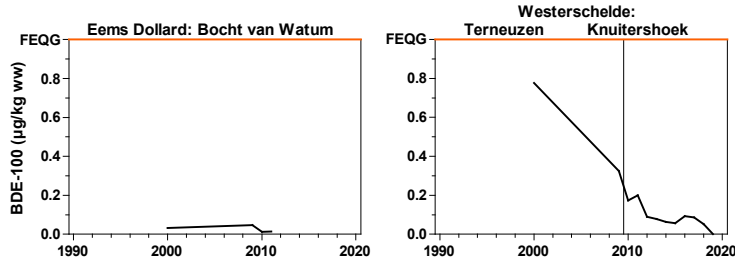 Eems Dollard: Bocht van Watum
FEQG
0.8
0.6
0.4
0.2
0.0
BDE-100 (µg/kg ww)
1990 2000 2010 2020
Westerschelde:
Terneuzen Knuitershoek
FEQG
0.8
0.6
0.4
0.2
0.0
1990 2000 2010 2020